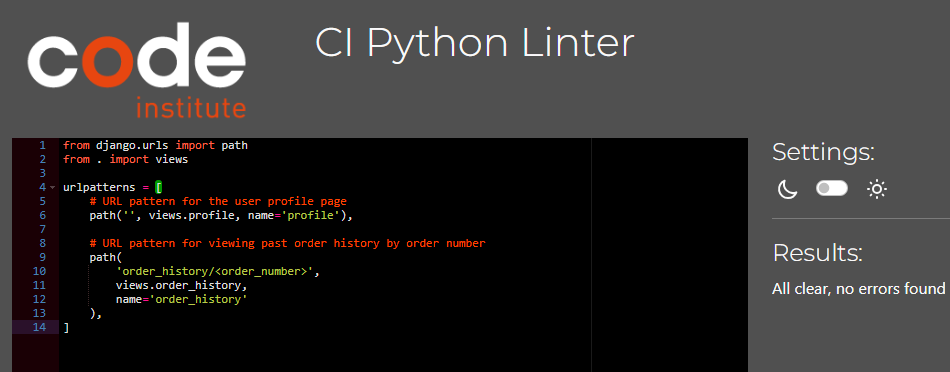 code
institute
CI Python Linter
1 from django.urls import path
2 from . import views
3
4 urlpatterns = [
5     # URL pattern for the user profile page
6     path('', views.profile, name='profile'),
7
8     # URL pattern for viewing past order history by order number
9     path(
10         'order_history/<order_number>',
11         views.order_history,
12         name='order_history'
13     ),
14 ]
Settings:
Results:
All clear, no errors found